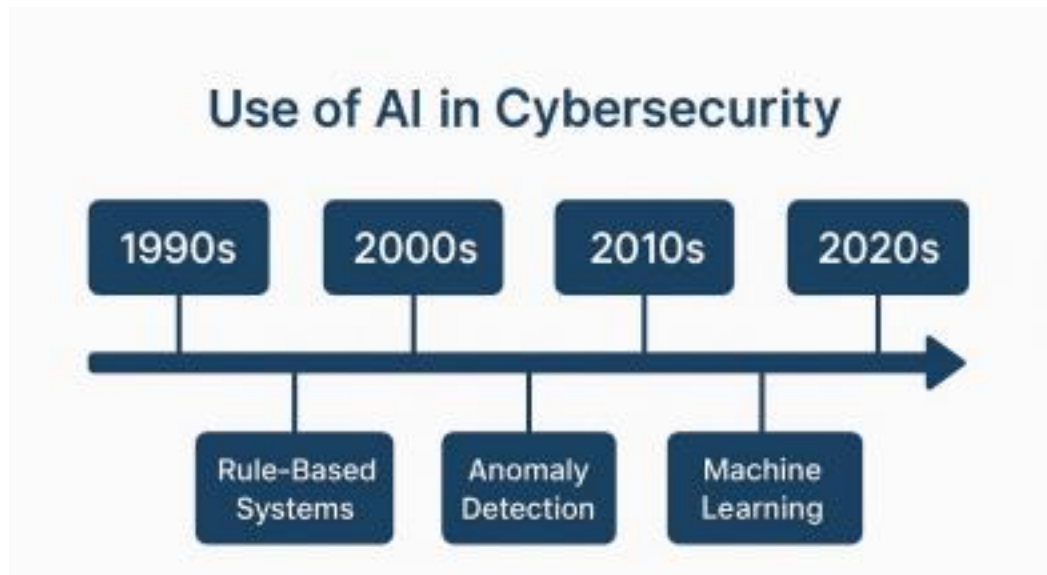 Use of AI in Cybersecurity
1990s
2000s
2010s
2020s
Rule-Based
Systems
Anomaly
Detection
Machine
Learning